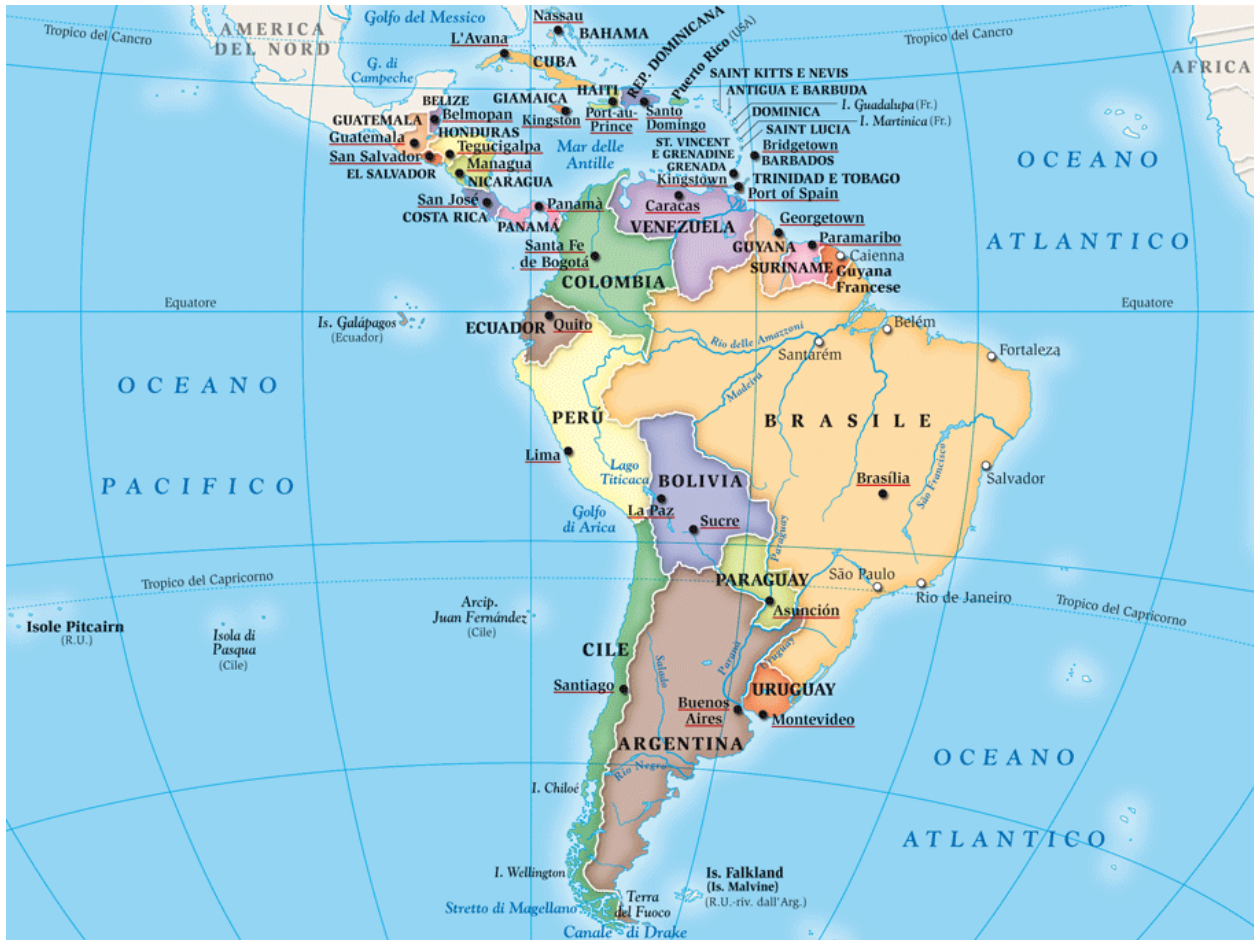 Golfo del Messico
Nassau
Tropico del Cancro
AMERICA
DEL NORD
L'Avana
BAHAMA
Tropico del Cancro
CUBA
REP. DOMINICANA
Puerto Rico (USA)
G. di
Campeche
AFRICA
SAINT KITTS E NEVIS
HAITI
ANTIGUA E BARBUDA
BELIZE
GIAMAICA
I. Guadalupa (Fr.)
Belmopan
Kingston
Port-au-
Prince
Santo
Domingo
DOMINICA
I. Martinica (Fr.)
GUATEMALA
HONDURAS
SAINT LUCIA
Guatemala
Tegucigalpa
Mar delle
Antille
ST. VINCENT
E GRENADINE
GRENADA
Bridgetown
BARBADOS
San Salvador
Managua
EL SALVADOR
NICARAGUA
Kingstown
TRINIDAD E TOBAGO
Port of Spain
OCEANO
ATLANTICO
San José
COSTA RICA
Panamà
PANAMÁ
Caracas
VENEZUELA
Georgetown
GUYANA
Paramaribo
SURINAME
Caienna
Guyana
Francese
Santa Fe
de Bogotá
COLOMBIA
Equatore
Equatore
Is. Galápagos
(Ecuador)
ECUADOR
Quito
Rio delle Amazzoni
Belém
Santarém
Fortaleza
OCEANO
PACIFICO
Madeira
PERÚ
BRASILE
Lima
Lago
Titicaca
BOLIVIA
São Francisco
Brasília
Salvador
Golfo
di Arica
La Paz
Sucre
Paraguay
Tropico del Capricorno
PARAGUAY
São Paulo
Rio de Janeiro
Tropico del Capricorno
Arcip.
Juan Fernández
(Cile)
Asunción
Isole Pitcairn
(R.U.)
Isola di
Pasqua
(Cile)
CILE
Salado
Paraná
Uruguay
Santiago
URUGUAY
Buenos
Aires
Montevideo
ARGENTINA
OCEANO
ATLANTICO
Rio Negro
I. Chiloé
I. Wellington
Is. Falkland
(Is. Malvine)
(R.U.-riv. dall'Arg.)
Terra
del Fuoco
Stretto di Magellano
Canale di Drake